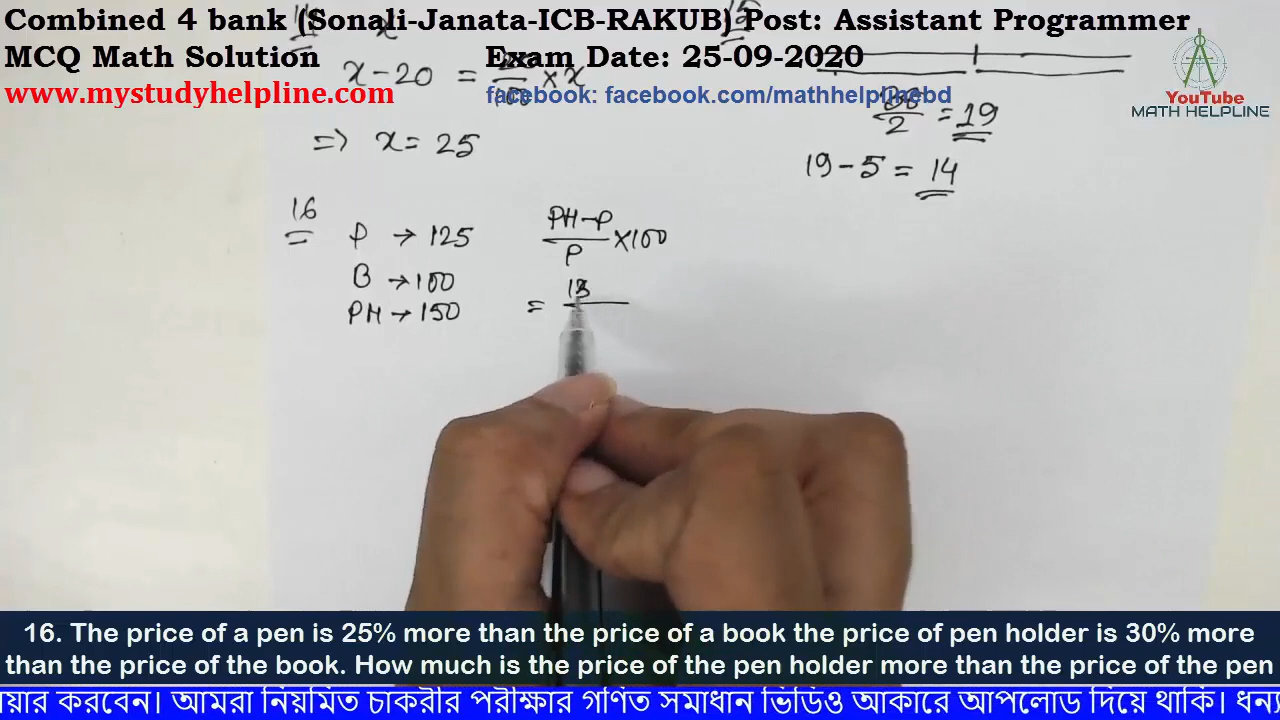 Combined 4 bank (Sonali-Janata-ICB-RAKUB) Post: Assistant Programmer
MCQ Math Solution Exam Date: 25-09-2020
www.mystudyhelpline.com facebook: facebook.com/mathhelplinebd
YouTube
MATH HELPLINE
x - 20 = × x
=> x = 25
2 = 19
19 - 5 = 14
16
P → 125
B → 100
PH → 150
PH-P
P ×100
=
16. The price of a pen is 25% more than the price of a book the price of pen holder is 30% more
than the price of the book. How much is the price of the pen holder more than the price of the pen
য়ার করবেন। আমরা নিয়মিত চাকরীর পরীক্ষার গণিত সমাধান ভিডিও আকারে আপলোড দিয়ে থাকি। ধন্য